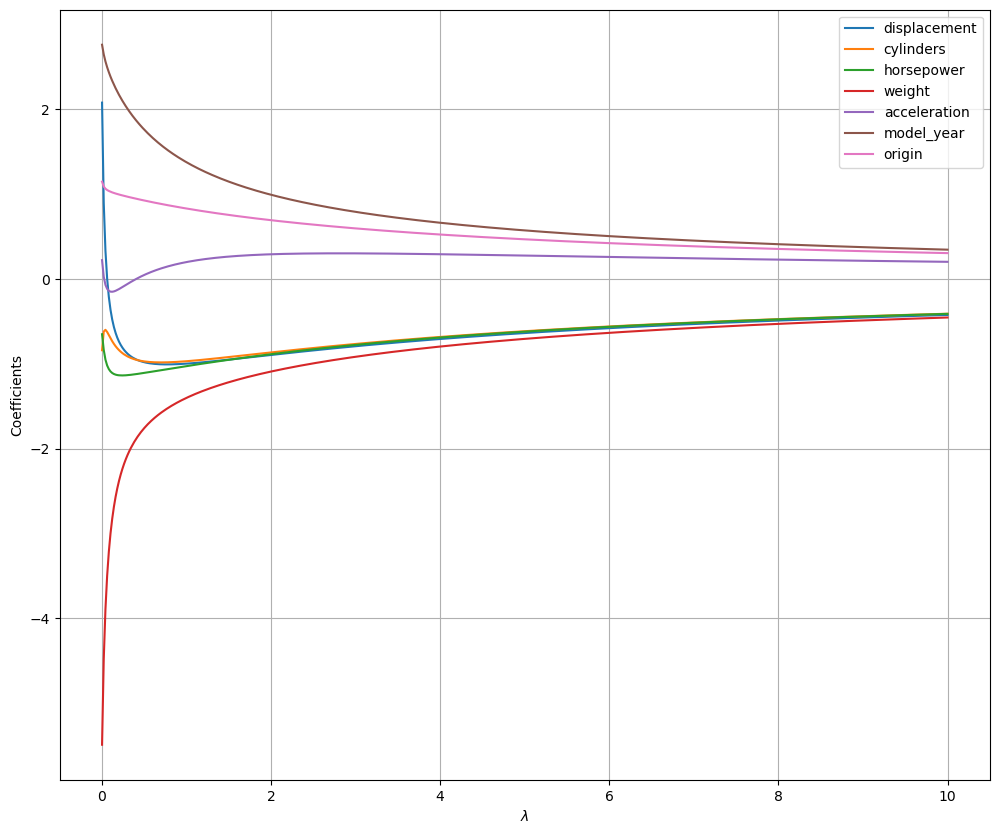 displacement
cylinders
horsepower
weight
acceleration
model_year
origin
Coefficients
2
0
−2
−4
0
2
4
6
8
10
λ